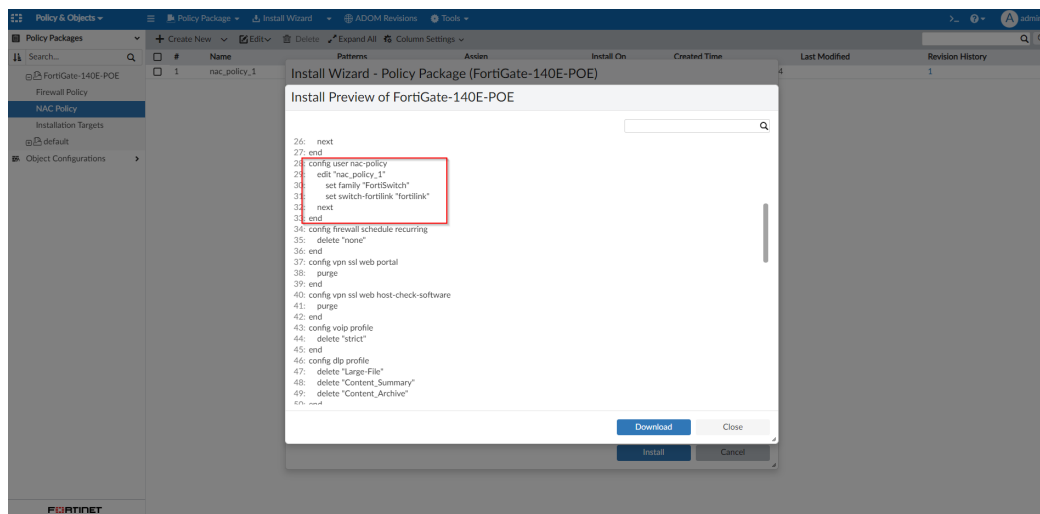 Policy & Objects
Policy Package
Install Wizard
ADOM Revisions
Tools
A admin
Policy Packages
Create New
Edit
Delete
Expand All
Column Settings
Search...
# Name Patterns Assign Install On Created Time Last Modified Revision History
1 nac_policy_1 4 1
FortiGate-140E-POE
Firewall Policy
NAC Policy
Installation Targets
default
Object Configurations
Install Wizard - Policy Package (FortiGate-140E-POE)
Install Preview of FortiGate-140E-POE
26: next
27: end
28: config user nac-policy
29: edit "nac_policy_1"
30: set family "FortiSwitch"
31: set switch-fortilink "fortilink"
32: next
33: end
34: config firewall schedule recurring
35: delete "none"
36: end
37: config vpn ssl web portal
38: purge
39: end
40: config vpn ssl web host-check-software
41: purge
42: end
43: config voip profile
44: delete "strict"
45: end
46: config dlp profile
47: delete "Large-File"
48: delete "Content_Summary"
49: delete "Content_Archive"
50: end
Download
Close
Install
Cancel
FORTINET